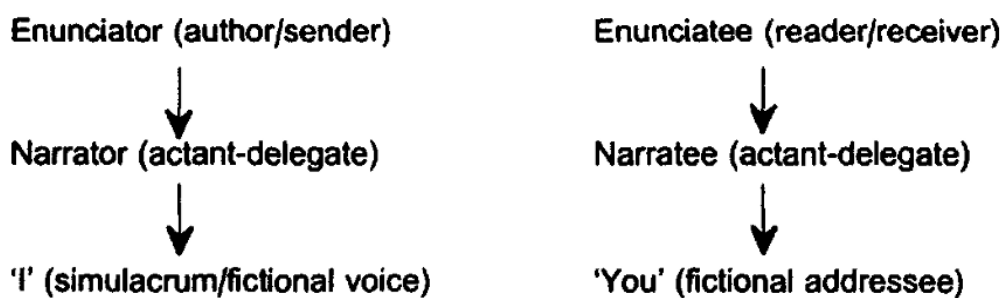 Enunciator (author/sender)
Enunciatee (reader/receiver)
Narrator (actant-delegate)
Narratee (actant-delegate)
'I' (simulacrum/fictional voice)
'You' (fictional addressee)